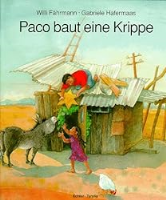 Willi Fährmann · Gabriele Hafermaas
Paco baut eine Krippe